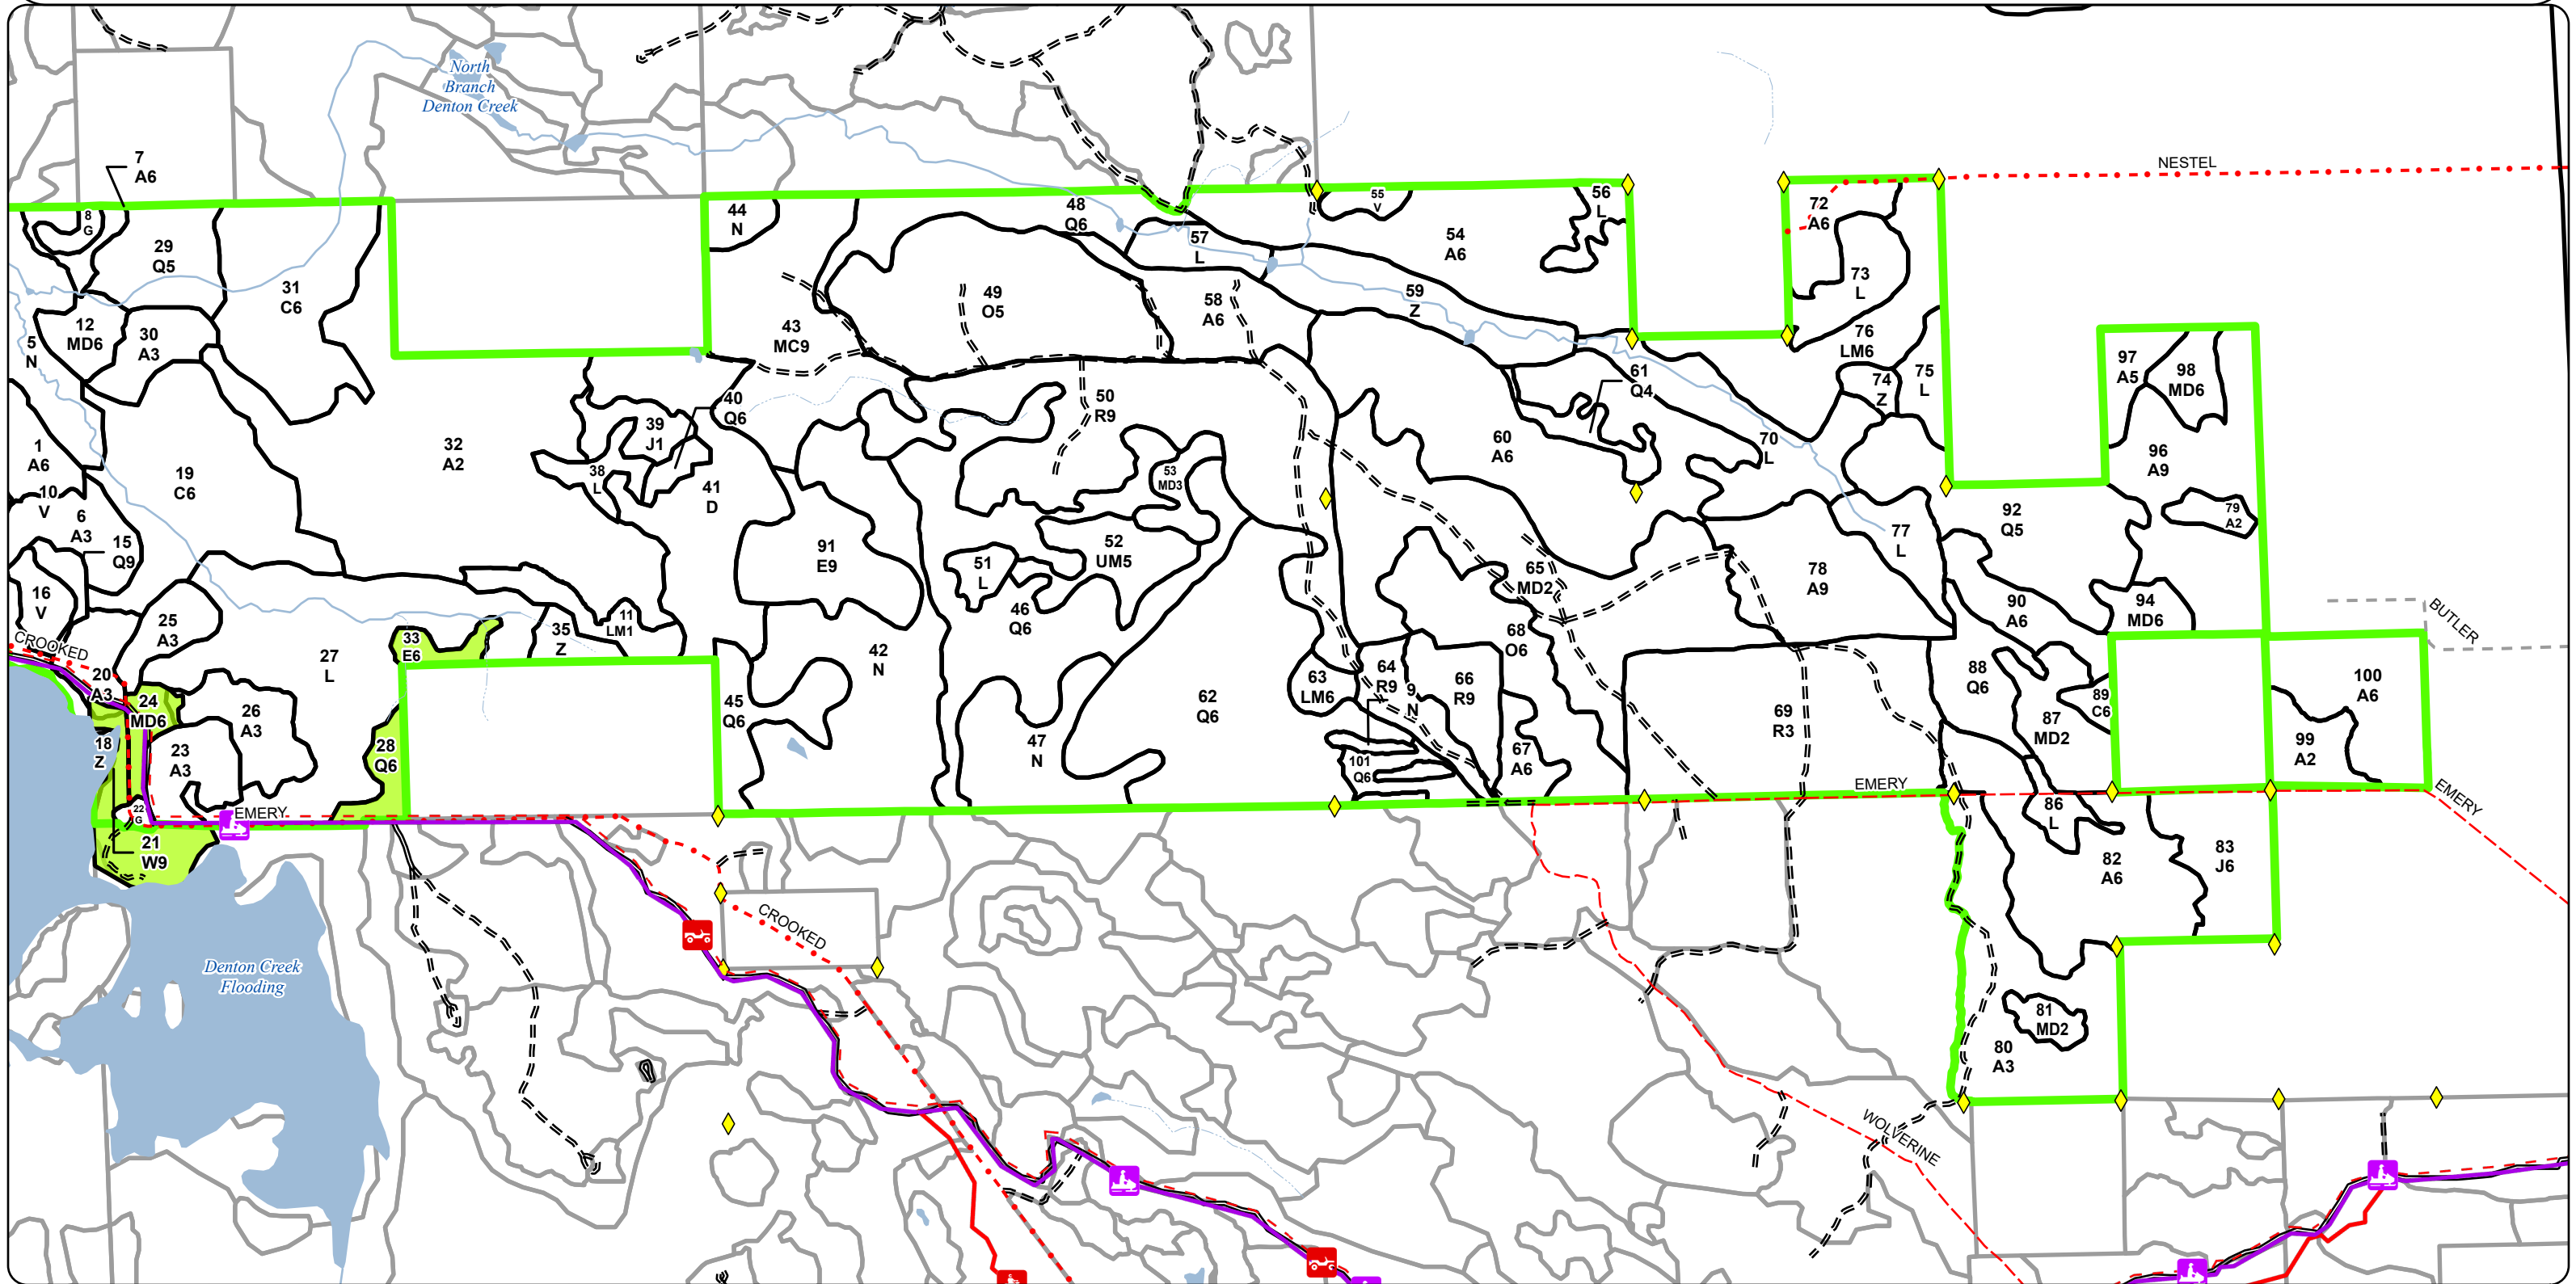 North
Branch
Denton Creek
NESTEL
7
A6
8
G
29
Q5
31
C6
44
N
48
Q6
57
L
55
V
56
L
54
A6
72
A6
73
L
12
MD6
30
A3
5
N
43
MC9
49
O5
58
A6
59
Z
76
LM6
74
Z
75
L
97
A5
98
MD6
61
Q4
40
Q6
39
J1
50
R9
1
A6
19
C6
32
A2
38
L
41
D
53
MD3
60
A6
70
L
96
A9
10
V
6
A3
15
Q9
79
A2
92
Q5
91
E9
52
UM5
51
L
46
Q6
77
L
78
A9
65
MD2
16
V
25
A3
11
LM1
35
Z
33
E6
90
A6
94
MD6
BUTLER
CROOKED
27
L
20
A3
24
MD6
26
A3
42
N
45
Q6
62
Q6
63
LM6
64
R9
9
N
66
R9
68
O6
88
Q6
89
C6
87
MD2
100
A6
99
A2
69
R3
18
Z
23
A3
28
Q6
47
N
101
Q6
67
A6
EMERY
EMERY
22
G
EMERY
21
W9
86
L
82
A6
83
J6
CROOKED
Denton Creek
Flooding
81
MD2
80
A3
WOLVERINE